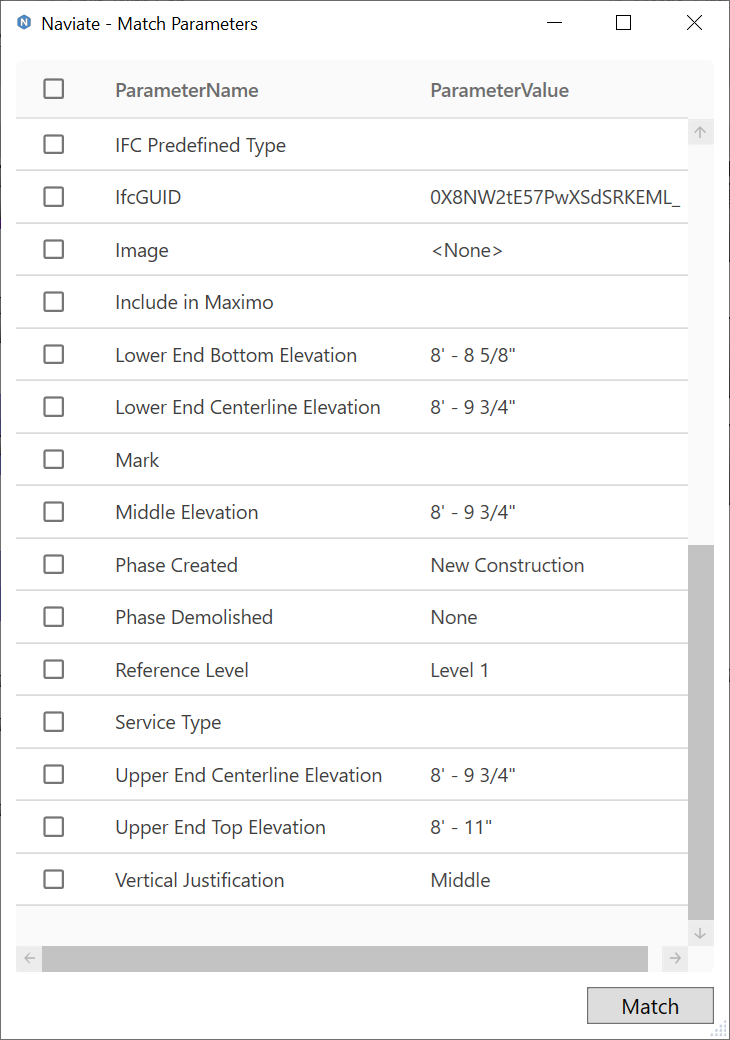 Naviate - Match Parameters
ParameterName ParameterValue
IFC Predefined Type
IfcGUID 0X8NW2tE57PwXSdSRKEML_
Image <None>
Include in Maximo
Lower End Bottom Elevation 8' - 8 5/8"
Lower End Centerline Elevation 8' - 9 3/4"
Mark
Middle Elevation 8' - 9 3/4"
Phase Created New Construction
Phase Demolished None
Reference Level Level 1
Service Type
Upper End Centerline Elevation 8' - 9 3/4"
Upper End Top Elevation 8' - 11"
Vertical Justification Middle
Match